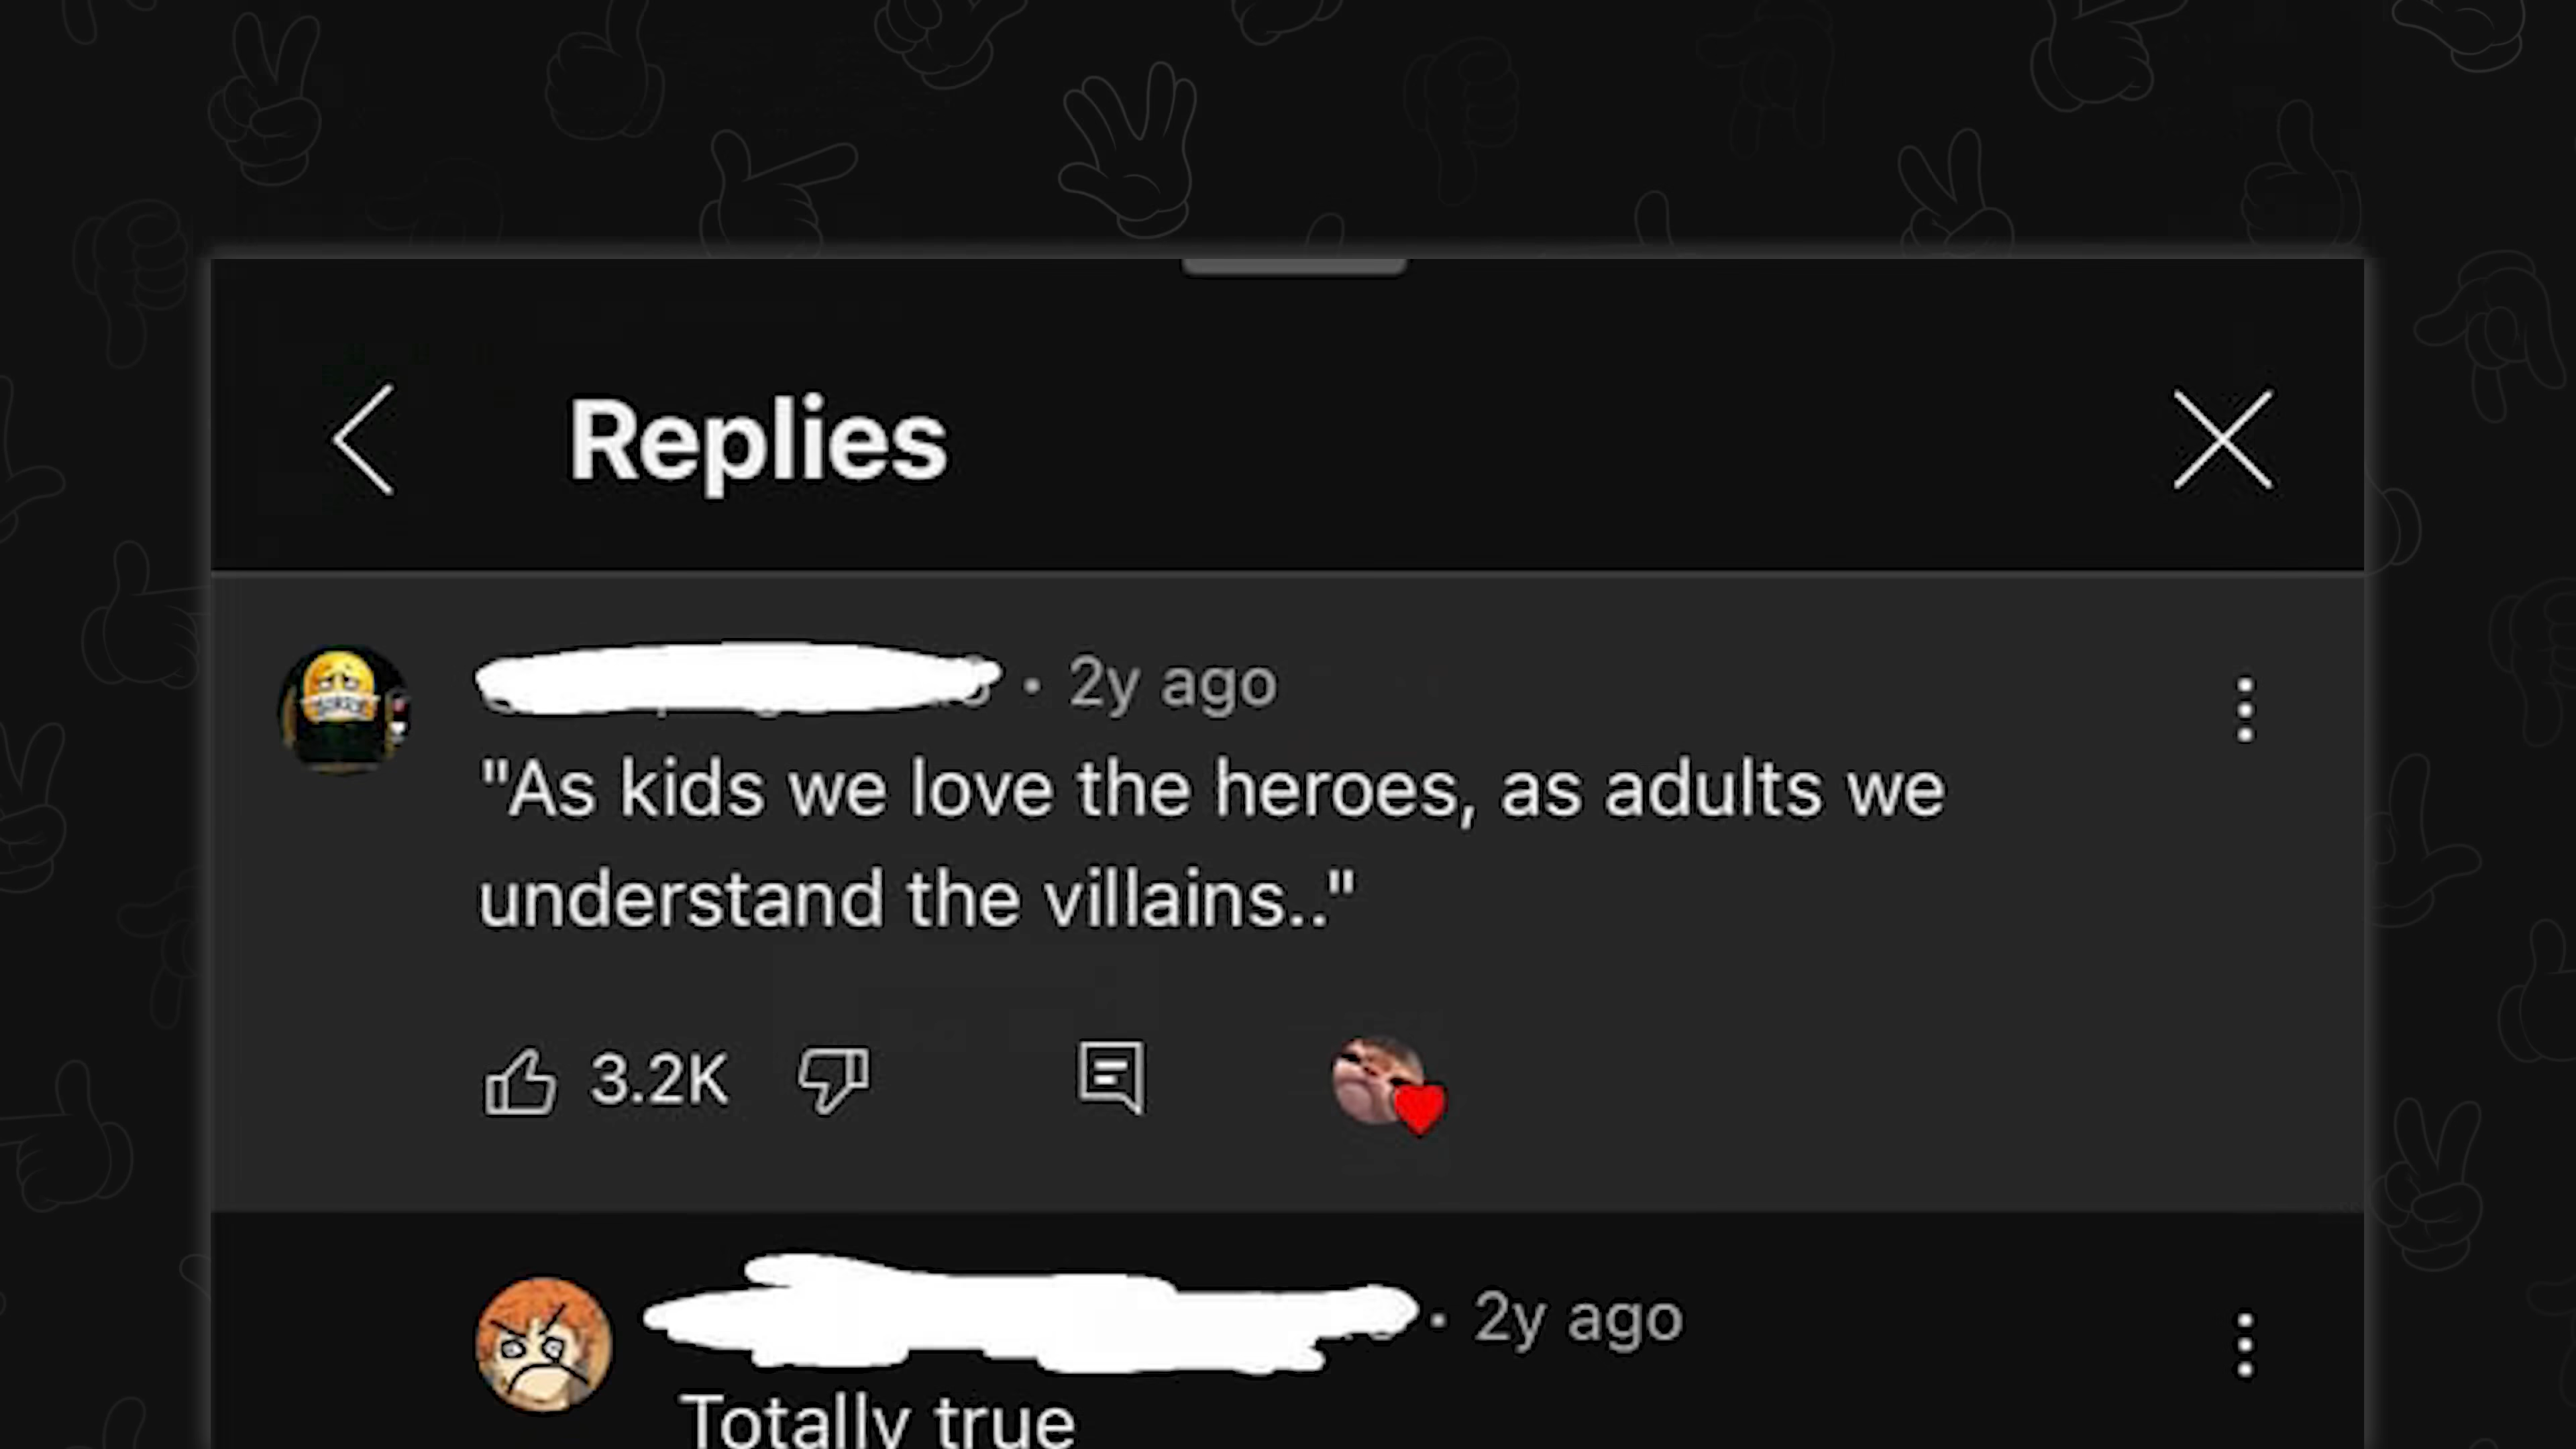 Replies
• 2y ago
"As kids we love the heroes, as adults we
understand the villains.."
3.2K
• 2y ago
Totally true